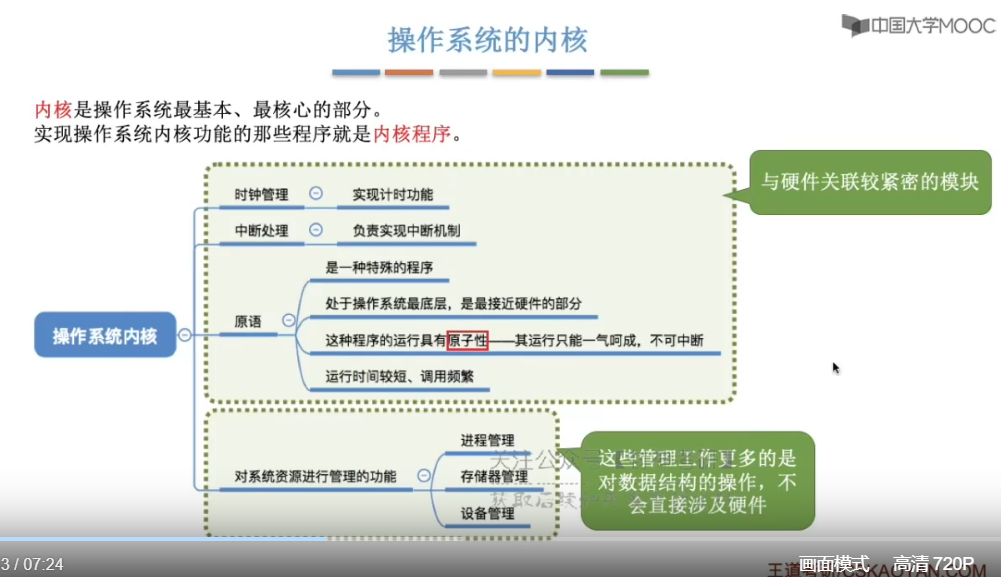 中国大学MOOC
操作系统的内核
内核是操作系统最基本、最核心的部分。
实现操作系统内核功能的那些程序就是内核程序。
与硬件关联较紧密的模块
时钟管理
实现计时功能
中断处理
负责实现中断机制
是一种特殊的程序
处于操作系统最底层，是最接近硬件的部分
原语
这种程序的运行具有原子性——其运行只能一气呵成，不可中断
运行时间较短、调用频繁
操作系统内核
进程管理
对系统资源进行管理的功能
存储器管理
设备管理
这些管理工作更多的是
对数据结构的操作，不
会直接涉及硬件
关注公众号
获取后续
3 / 07:24
画面模式
高清 720P